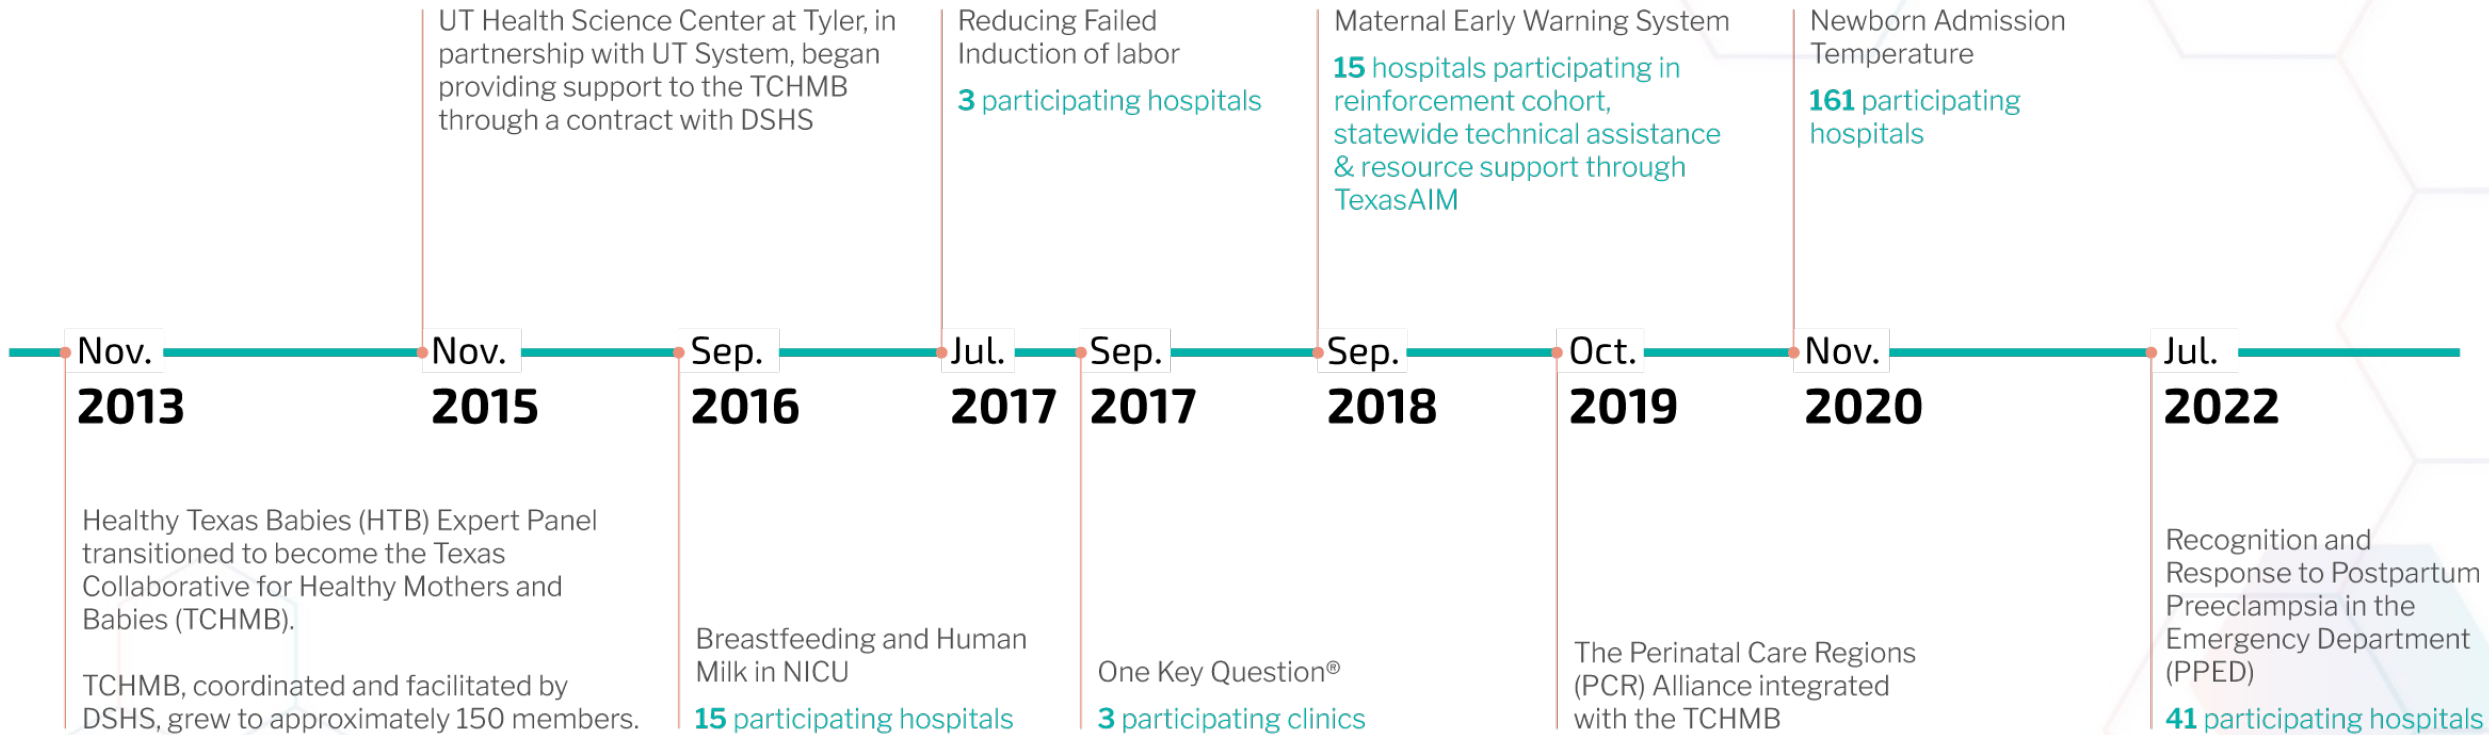 UT Health Science Center at Tyler, in
partnership with UT System, began
providing support to the TCHMB
through a contract with DSHS
Reducing Failed
Induction of labor
3 participating hospitals
Maternal Early Warning System
15 hospitals participating in
reinforcement cohort,
statewide technical assistance
& resource support through
TexasAIM
Newborn Admission
Temperature
161 participating
hospitals
Nov.
2013
Nov.
2015
Sep.
2016
Jul.
2017
Sep.
2017
Sep.
2018
Oct.
2019
Nov.
2020
Jul.
2022
Healthy Texas Babies (HTB) Expert Panel
transitioned to become the Texas
Collaborative for Healthy Mothers and
Babies (TCHMB).
TCHMB, coordinated and facilitated by
DSHS, grew to approximately 150 members.
Breastfeeding and Human
Milk in NICU
15 participating hospitals
One Key Question®
3 participating clinics
The Perinatal Care Regions
(PCR) Alliance integrated
with the TCHMB
Recognition and
Response to Postpartum
Preeclampsia in the
Emergency Department
(PPED)
41 participating hospitals